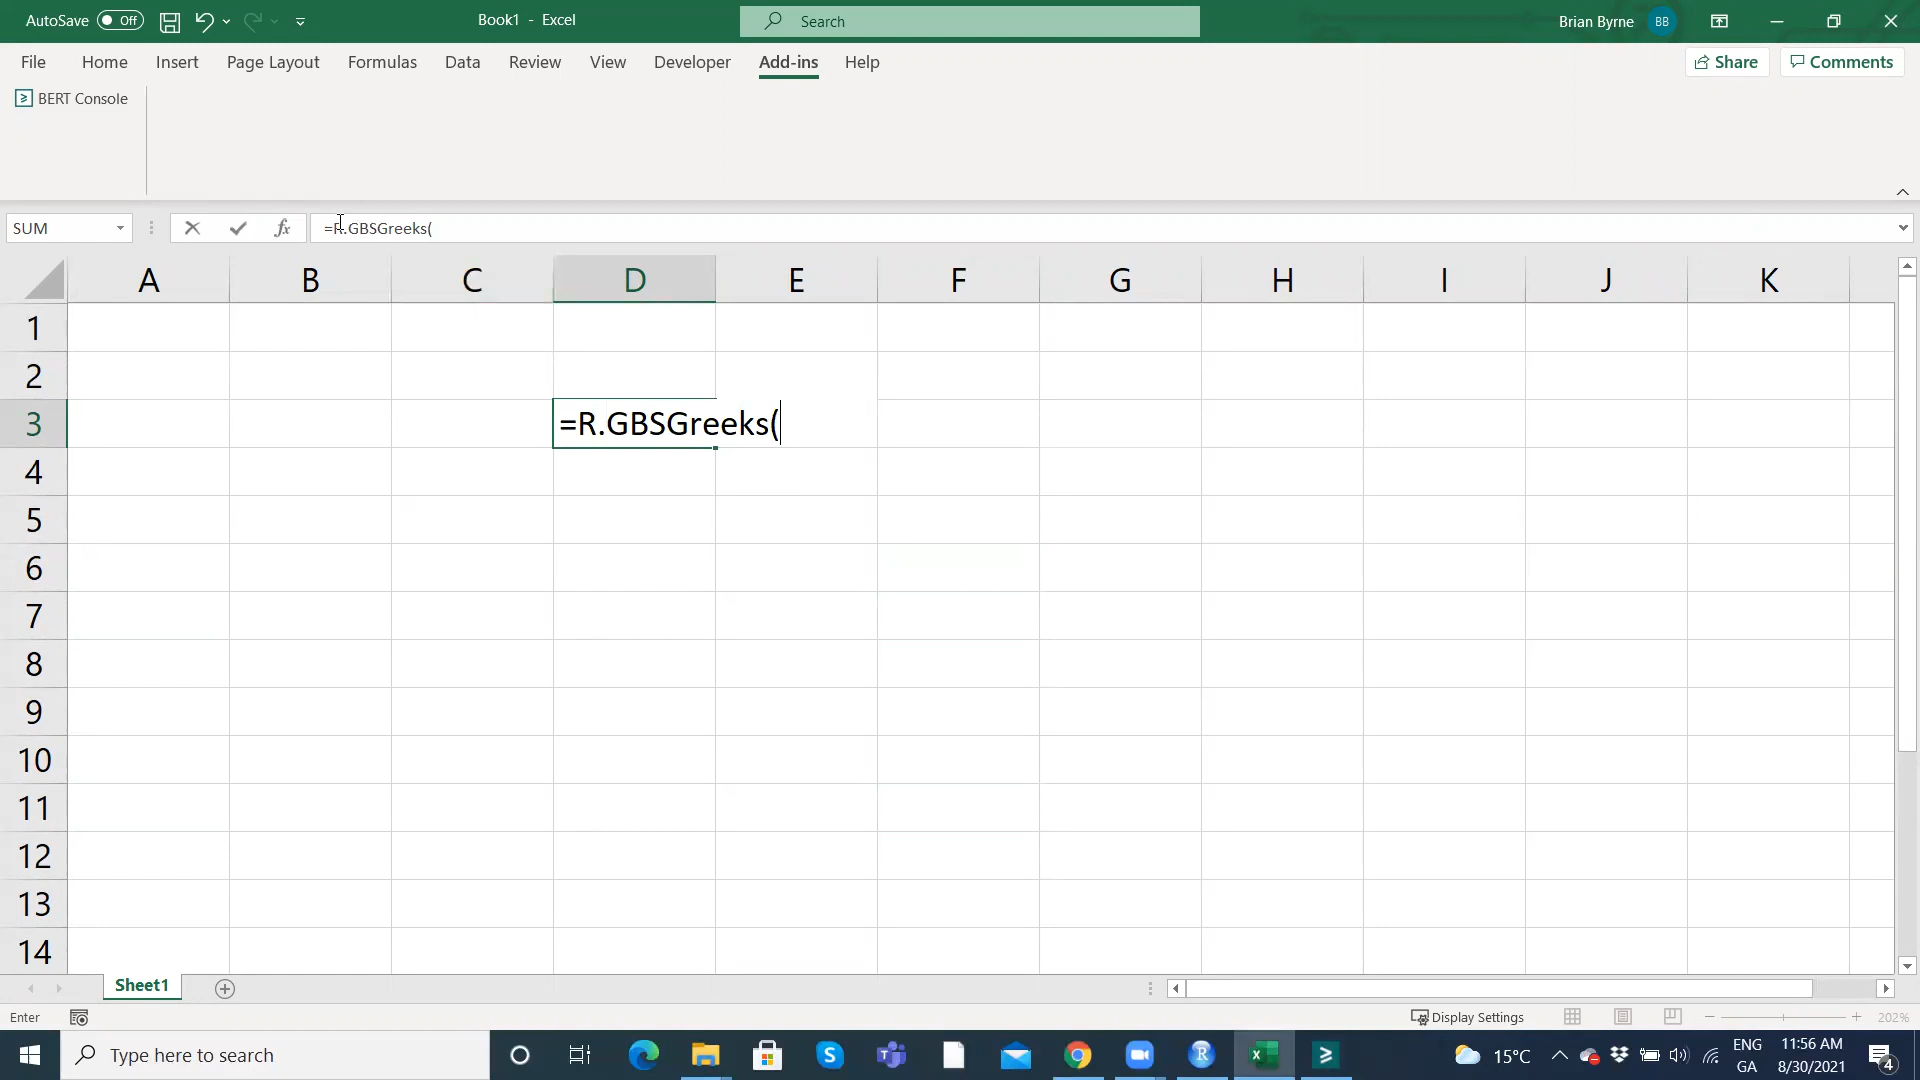 AutoSave Off Book1 - Excel Search Brian Byrne BB
File Home Insert Page Layout Formulas Data Review View Developer Add-ins Help Share Comments
BERT Console
SUM fx =R.GBSGreeks(
A B C D E F G H I J K
1
2
3 =R.GBSGreeks(
4
5
6
7
8
9
10
11
12
13
14
Sheet1
Enter Display Settings 202%
Type here to search 15°C ENG 11:56 AM
GA 8/30/2021 4